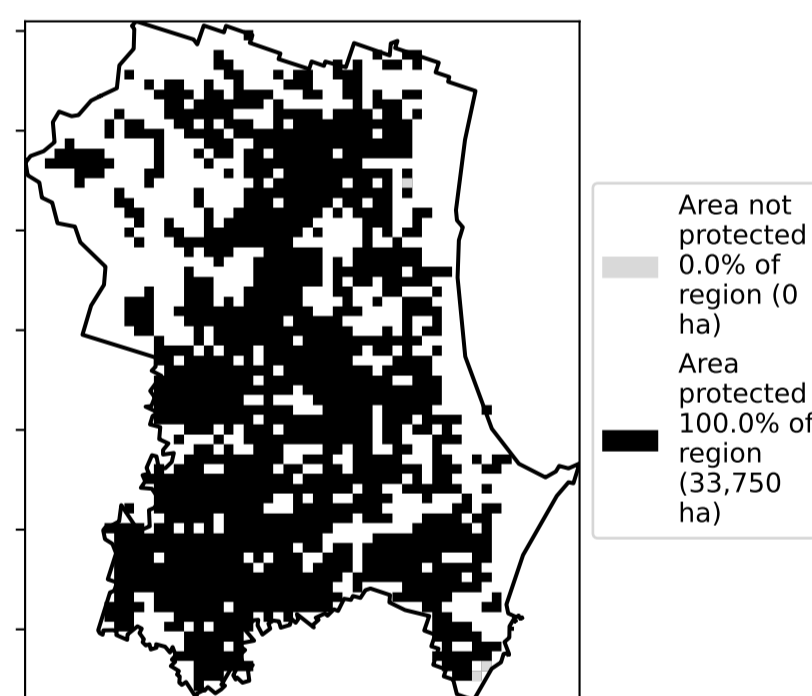 Area not
protected
0.0% of
region (0
ha)
Area
protected
100.0% of
region
(33,750
ha)